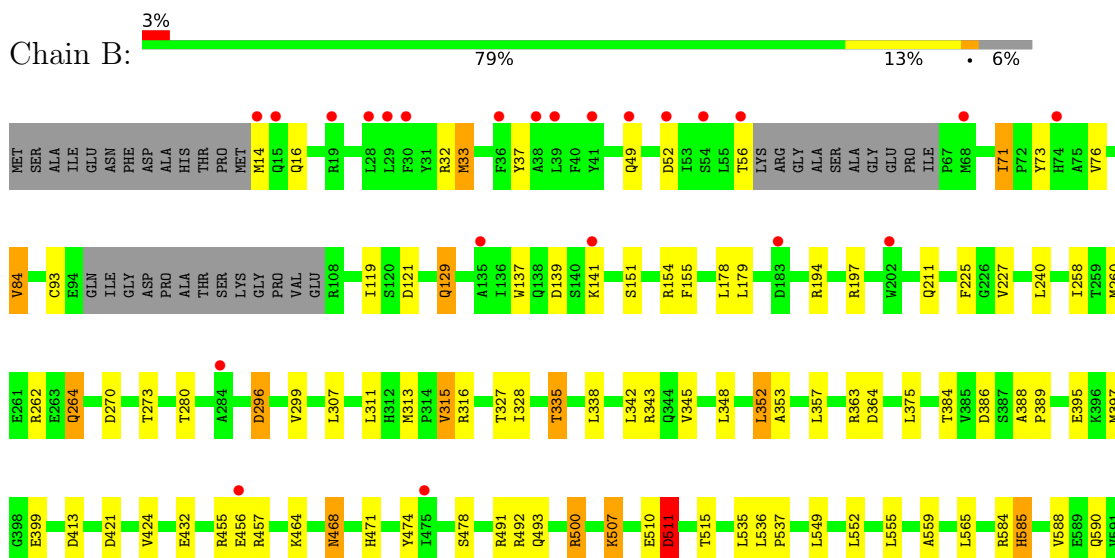 3%
Chain B:
79% 13% • 6%
MET SER ALA ILE GLU ASN PHE ASP ALA HIS THR PRO MET M14 Q15 Q16 R19 L28 L29 F30 Y31 R32 M33 F36 Y37 A38 L39 F40 Y41 Q49 D52 I53 S54 L55 T56 LYS ARG GLY ALA SER ALA GLY GLU PRO ILE P67 M68 I71 P72 Y73 H74 A75 V76
V84 C93 E94 GLN ILE GLY ASP PRO ALA THR SER LYS GLY PRO VAL GLU R108 I119 S120 D121 Q129 A135 I136 W137 Q138 D139 S140 K141 S151 R154 F155 L178 L179 D183 R194 R197 W202 Q211 F225 G226 V227 L240 I258 T259 M260
E261 R262 E263 Q264 D270 T273 T280 A284 D296 V299 L307 L311 H312 M313 P314 V315 R316 T327 I328 T335 L338 L342 R343 Q344 V345 L348 L352 A353 L357 R363 D364 L375 T384 V385 D386 S387 A388 P389 E395 K396 M397
G398 E399 D413 D421 V424 E432 R455 E456 R457 K464 N468 H471 Y474 I475 S478 R491 R492 Q493 R500 K507 E510 D511 T515 L535 L536 P537 L549 L552 L555 A559 L565 R584 H585 V588 E589 Q590